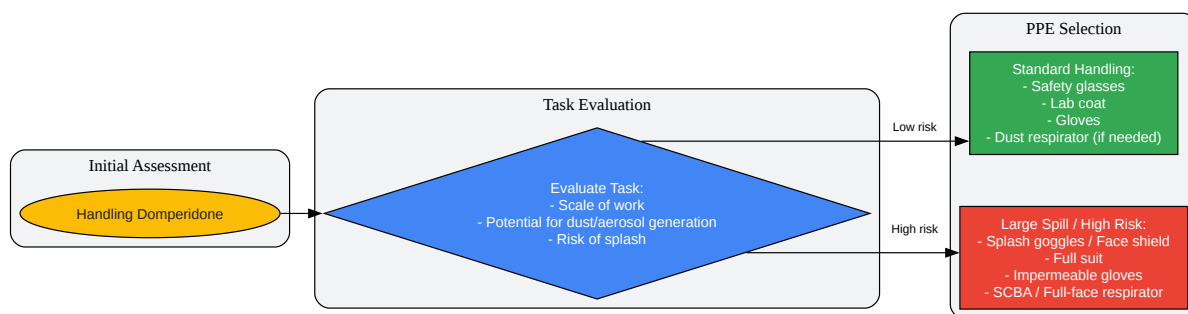 Initial Assessment
Handling Domperidone
Task Evaluation
Evaluate Task:
- Scale of work
- Potential for dust/aerosol generation
- Risk of splash
Low risk
High risk
PPE Selection
Standard Handling:
- Safety glasses
- Lab coat
- Gloves
- Dust respirator (if needed)
Large Spill / High Risk:
- Splash goggles / Face shield
- Full suit
- Impermeable gloves
- SCBA / Full-face respirator